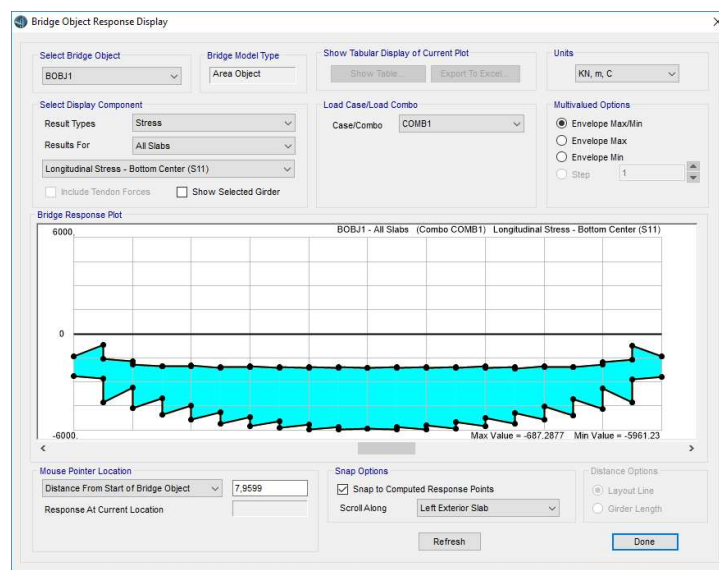 Bridge Object Response Display
Select Bridge Object
BOBJ1
Bridge Model Type
Area Object
Show Tabular Display of Current Plot
Show Table...
Export To Excel...
Units
KN, m, C
Select Display Component
Result Types
Stress
Results For
All Slabs
Longitudinal Stress - Bottom Center (S11)
Include Tendon Forces
Show Selected Girder
Load Case/Load Combo
Case/Combo
COMB1
Multivalued Options
Envelope Max/Min
Envelope Max
Envelope Min
Step
1
Bridge Response Plot
6000,
BOBJ1 - All Slabs (Combo COMB1) Longitudinal Stress - Bottom Center (S11)
0
-6000,
Max Value = -687.2877 Min Value = -5961.23
Mouse Pointer Location
Distance From Start of Bridge Object
7,9599
Response At Current Location
Snap Options
Snap to Computed Response Points
Scroll Along
Left Exterior Slab
Distance Options
Layout Line
Girder Length
Refresh
Done